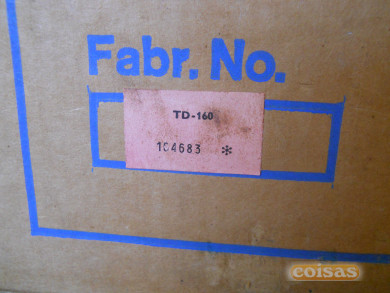 Fabr. No.
TD-160
104683 *
coisas